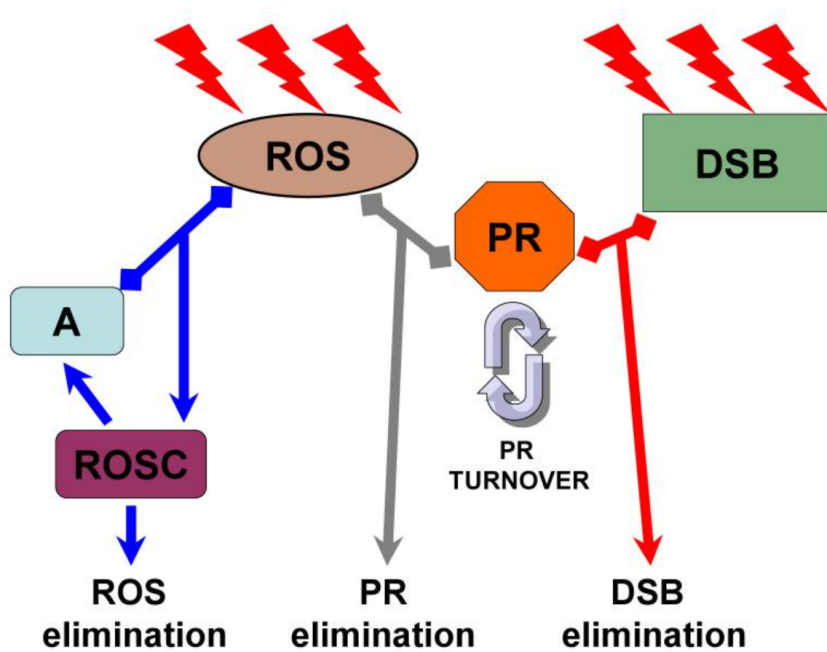 ROS
DSB
PR
A
PR
TURNOVER
ROSC
ROS
elimination
PR
elimination
DSB
elimination